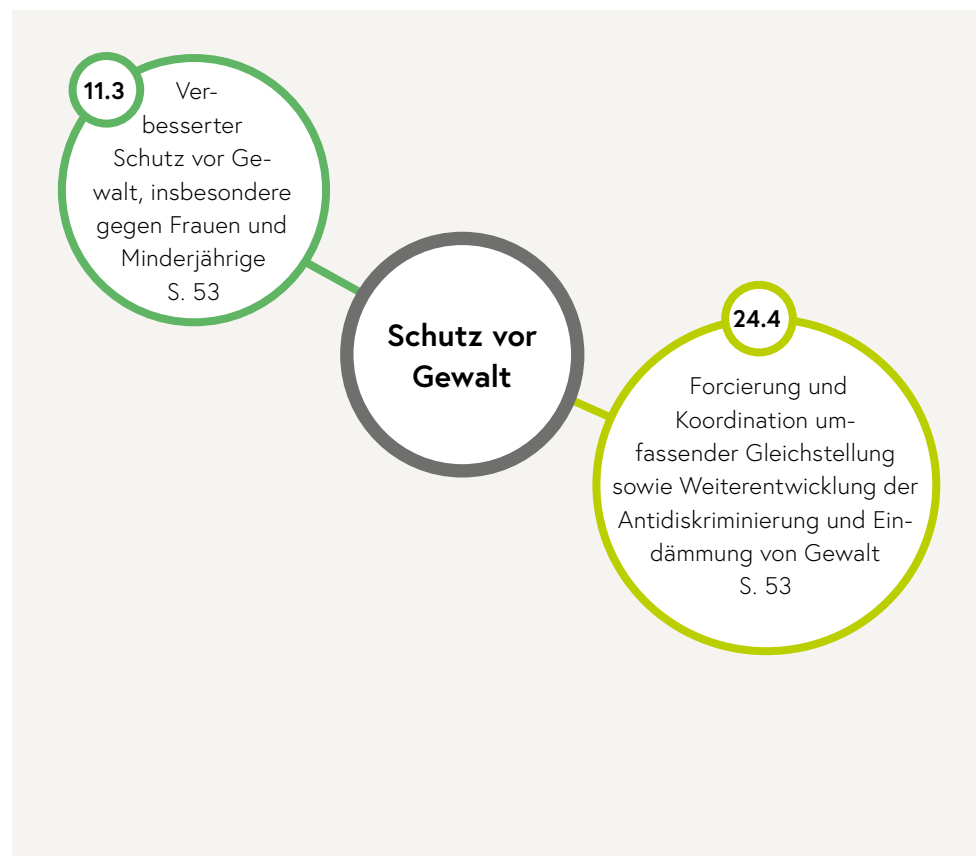 11.3
Ver-
besserter
Schutz vor Ge-
walt, insbesondere
gegen Frauen und
Minderjährige
S. 53
Schutz vor
Gewalt
24.4
Forcierung und
Koordination um-
fassender Gleichstellung
sowie Weiterentwicklung der
Antidiskriminierung und Ein-
dämmung von Gewalt
S. 53